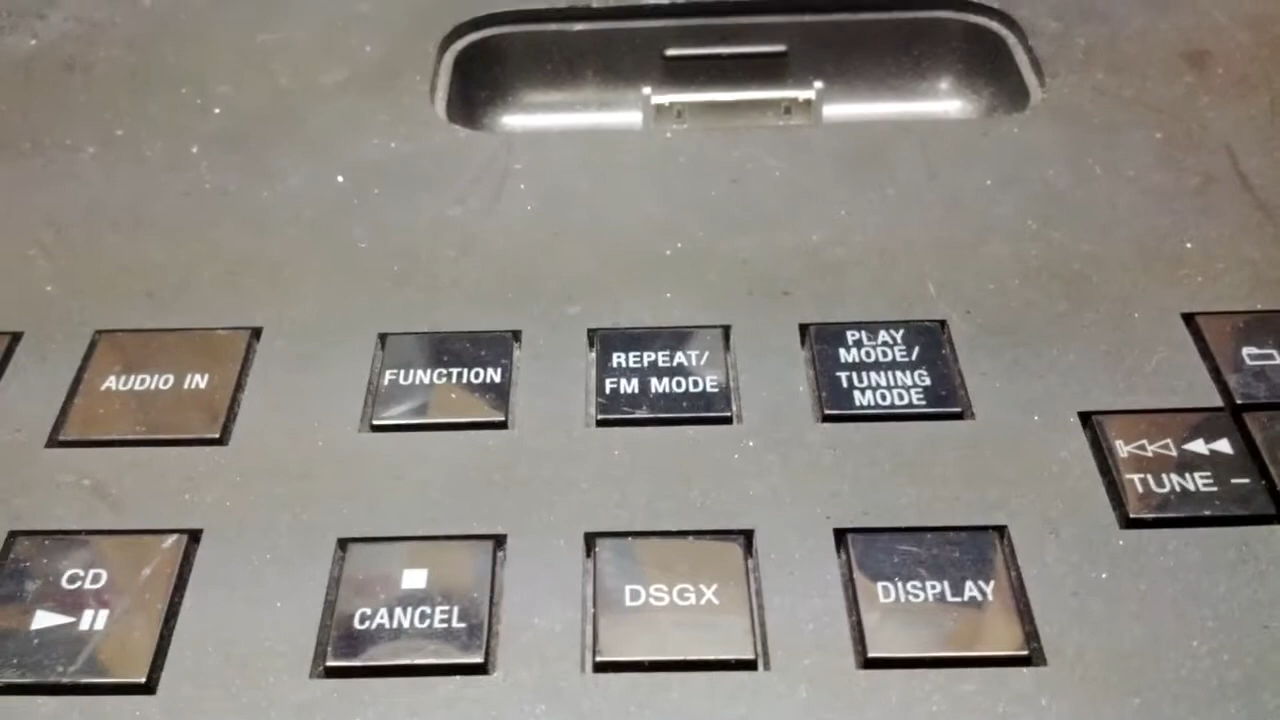 AUDIO IN
FUNCTION
REPEAT/
FM MODE
PLAY
MODE/
TUNING
MODE
TUNE –
CD
CANCEL
DSGX
DISPLAY